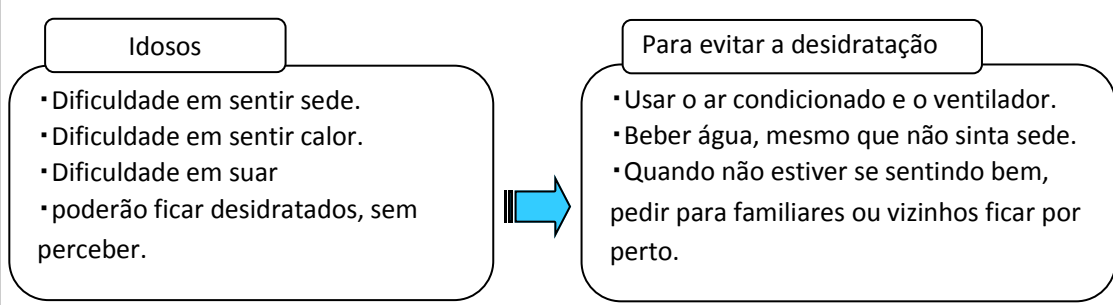 Idosos
・Dificuldade em sentir sede.
・Dificuldade em sentir calor.
・Dificuldade em suar
・poderão ficar desidratados, sem
perceber.
Para evitar a desidratação
・Usar o ar condicionado e o ventilador.
・Beber água, mesmo que não sinta sede.
・Quando não estiver se sentindo bem,
pedir para familiares ou vizinhos ficar por
perto.